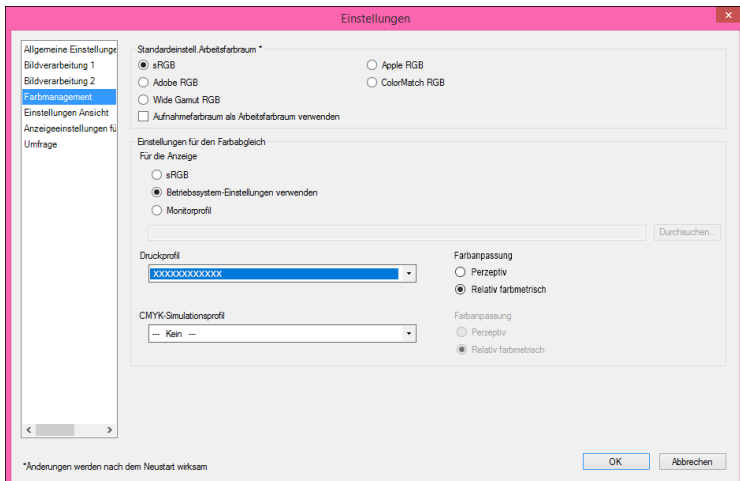 Einstellungen
Allgemeine Einstellunge
Bildverarbeitung 1
Bildverarbeitung 2
Farbmanagement
Einstellungen Ansicht
Anzeigeeinstellungen fü
Umfrage
Standardeinstell.Arbeitsfarbraum *
sRGB
Apple RGB
Adobe RGB
ColorMatch RGB
Wide Gamut RGB
Aufnahmefarbraum als Arbeitsfarbraum verwenden
Einstellungen für den Farbabgleich
Für die Anzeige
sRGB
Betriebssystem-Einstellungen verwenden
Monitorprofil
Durchsuchen...
Druckprofil
Farbanpassung
XXXXXXXXXXXX
Perzeptiv
Relativ farbmetrisch
CMYK-Simulationsprofil
Farbanpassung
--- Kein ---
Perzeptiv
Relativ farbmetrisch
*Änderungen werden nach dem Neustart wirksam
OK
Abbrechen